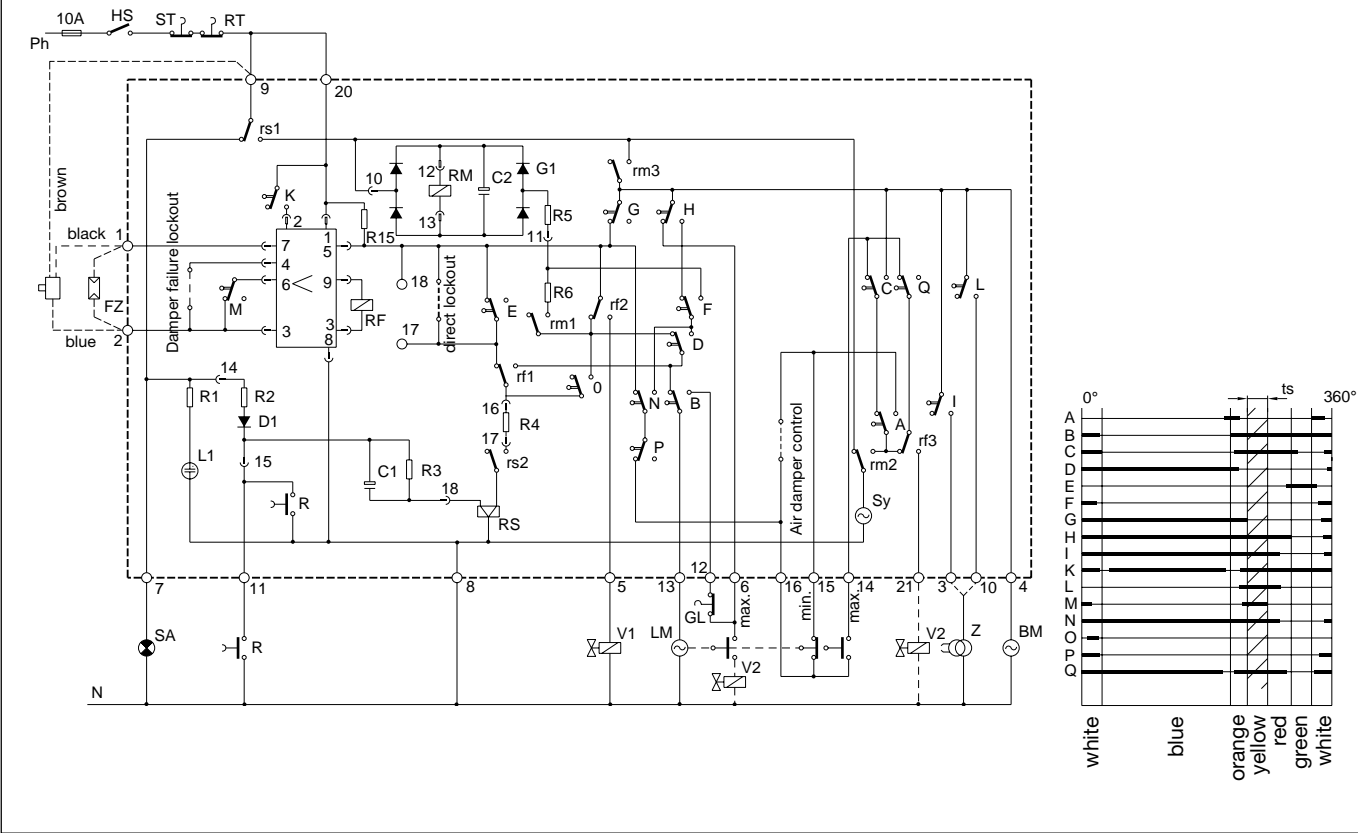 10A HS ST RT
Ph
9 20
rs1
brown
black 1
blue 2
FZ
Damper failure lockout
K
2 1
7 5
4
6 < 9
3 3
8
M
RF
R15
10 12 RM C2 G1
13
R5
11
R6
rm1
18
17
direct lockout
E
rf1
rf2
0
16
R4
17
rs2
RS
rm3
G H
F
D
N B
P
Air damper control
C Q
A
rm2 rf3
Sy
L
I
14
R1 R2
D1
L1
15
R
C1 R3
18
7 11 8 5 13 12 6 16 15 14 21 3 10 4
max. min. max.
SA R V1 LM GL V2 V2 Z BM
N
0° ts 360°
A
B
C
D
E
F
G
H
I
K
L
M
N
O
P
Q
white blue orange yellow red green white